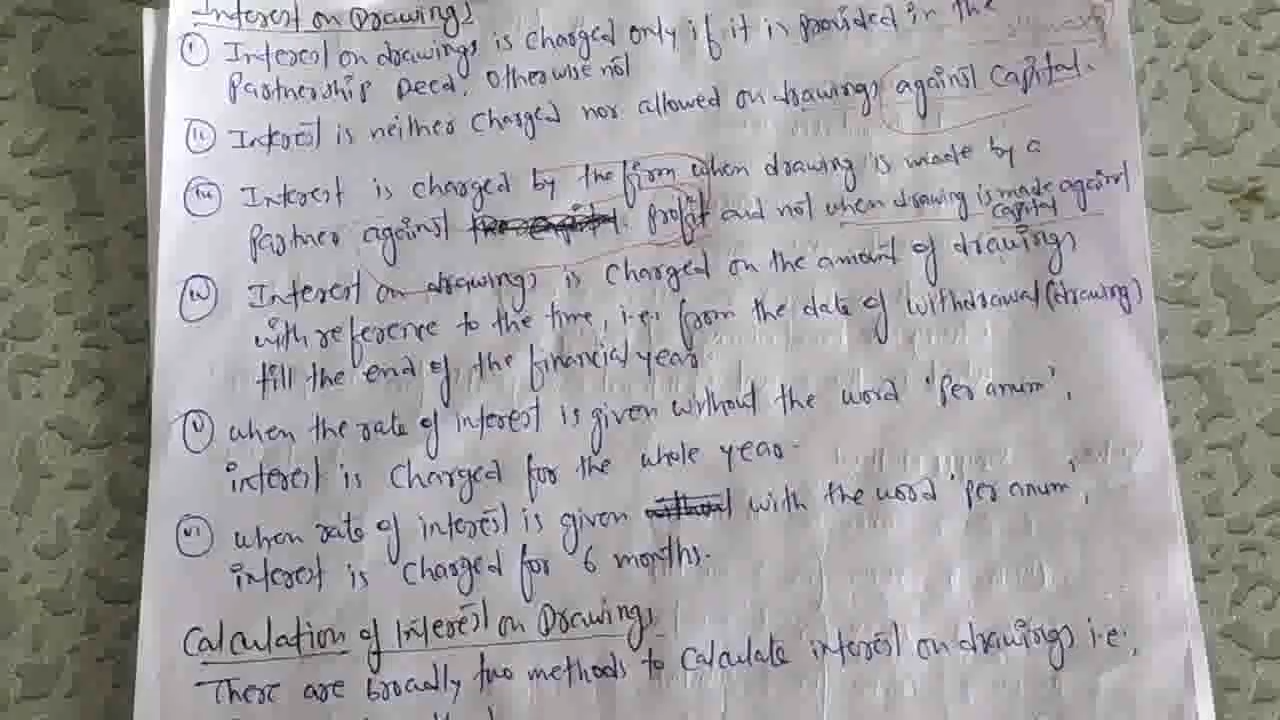 Interest on Drawings
(i) Interest on drawings is charged only if it is provided in the
Partnership Deed. Otherwise not
(ii) Interest is neither charged nor allowed on drawings against capital.
(iii) Interest is charged by the firm when drawing is made by a
Partner against profit and not when drawing is made against
capital
(iv) Interest on drawings is charged on the amount of drawings
with reference to the time, i.e. from the date of withdrawal (drawing)
till the end of the financial year
(v) when the rate of interest is given without the word 'per anum',
interest is charged for the whole year.
(vi) when rate of interest is given with the word 'per anum',
interest is charged for 6 months.
Calculation of Interest on Drawings
There are broadly two methods to calculate interest on drawings i.e.